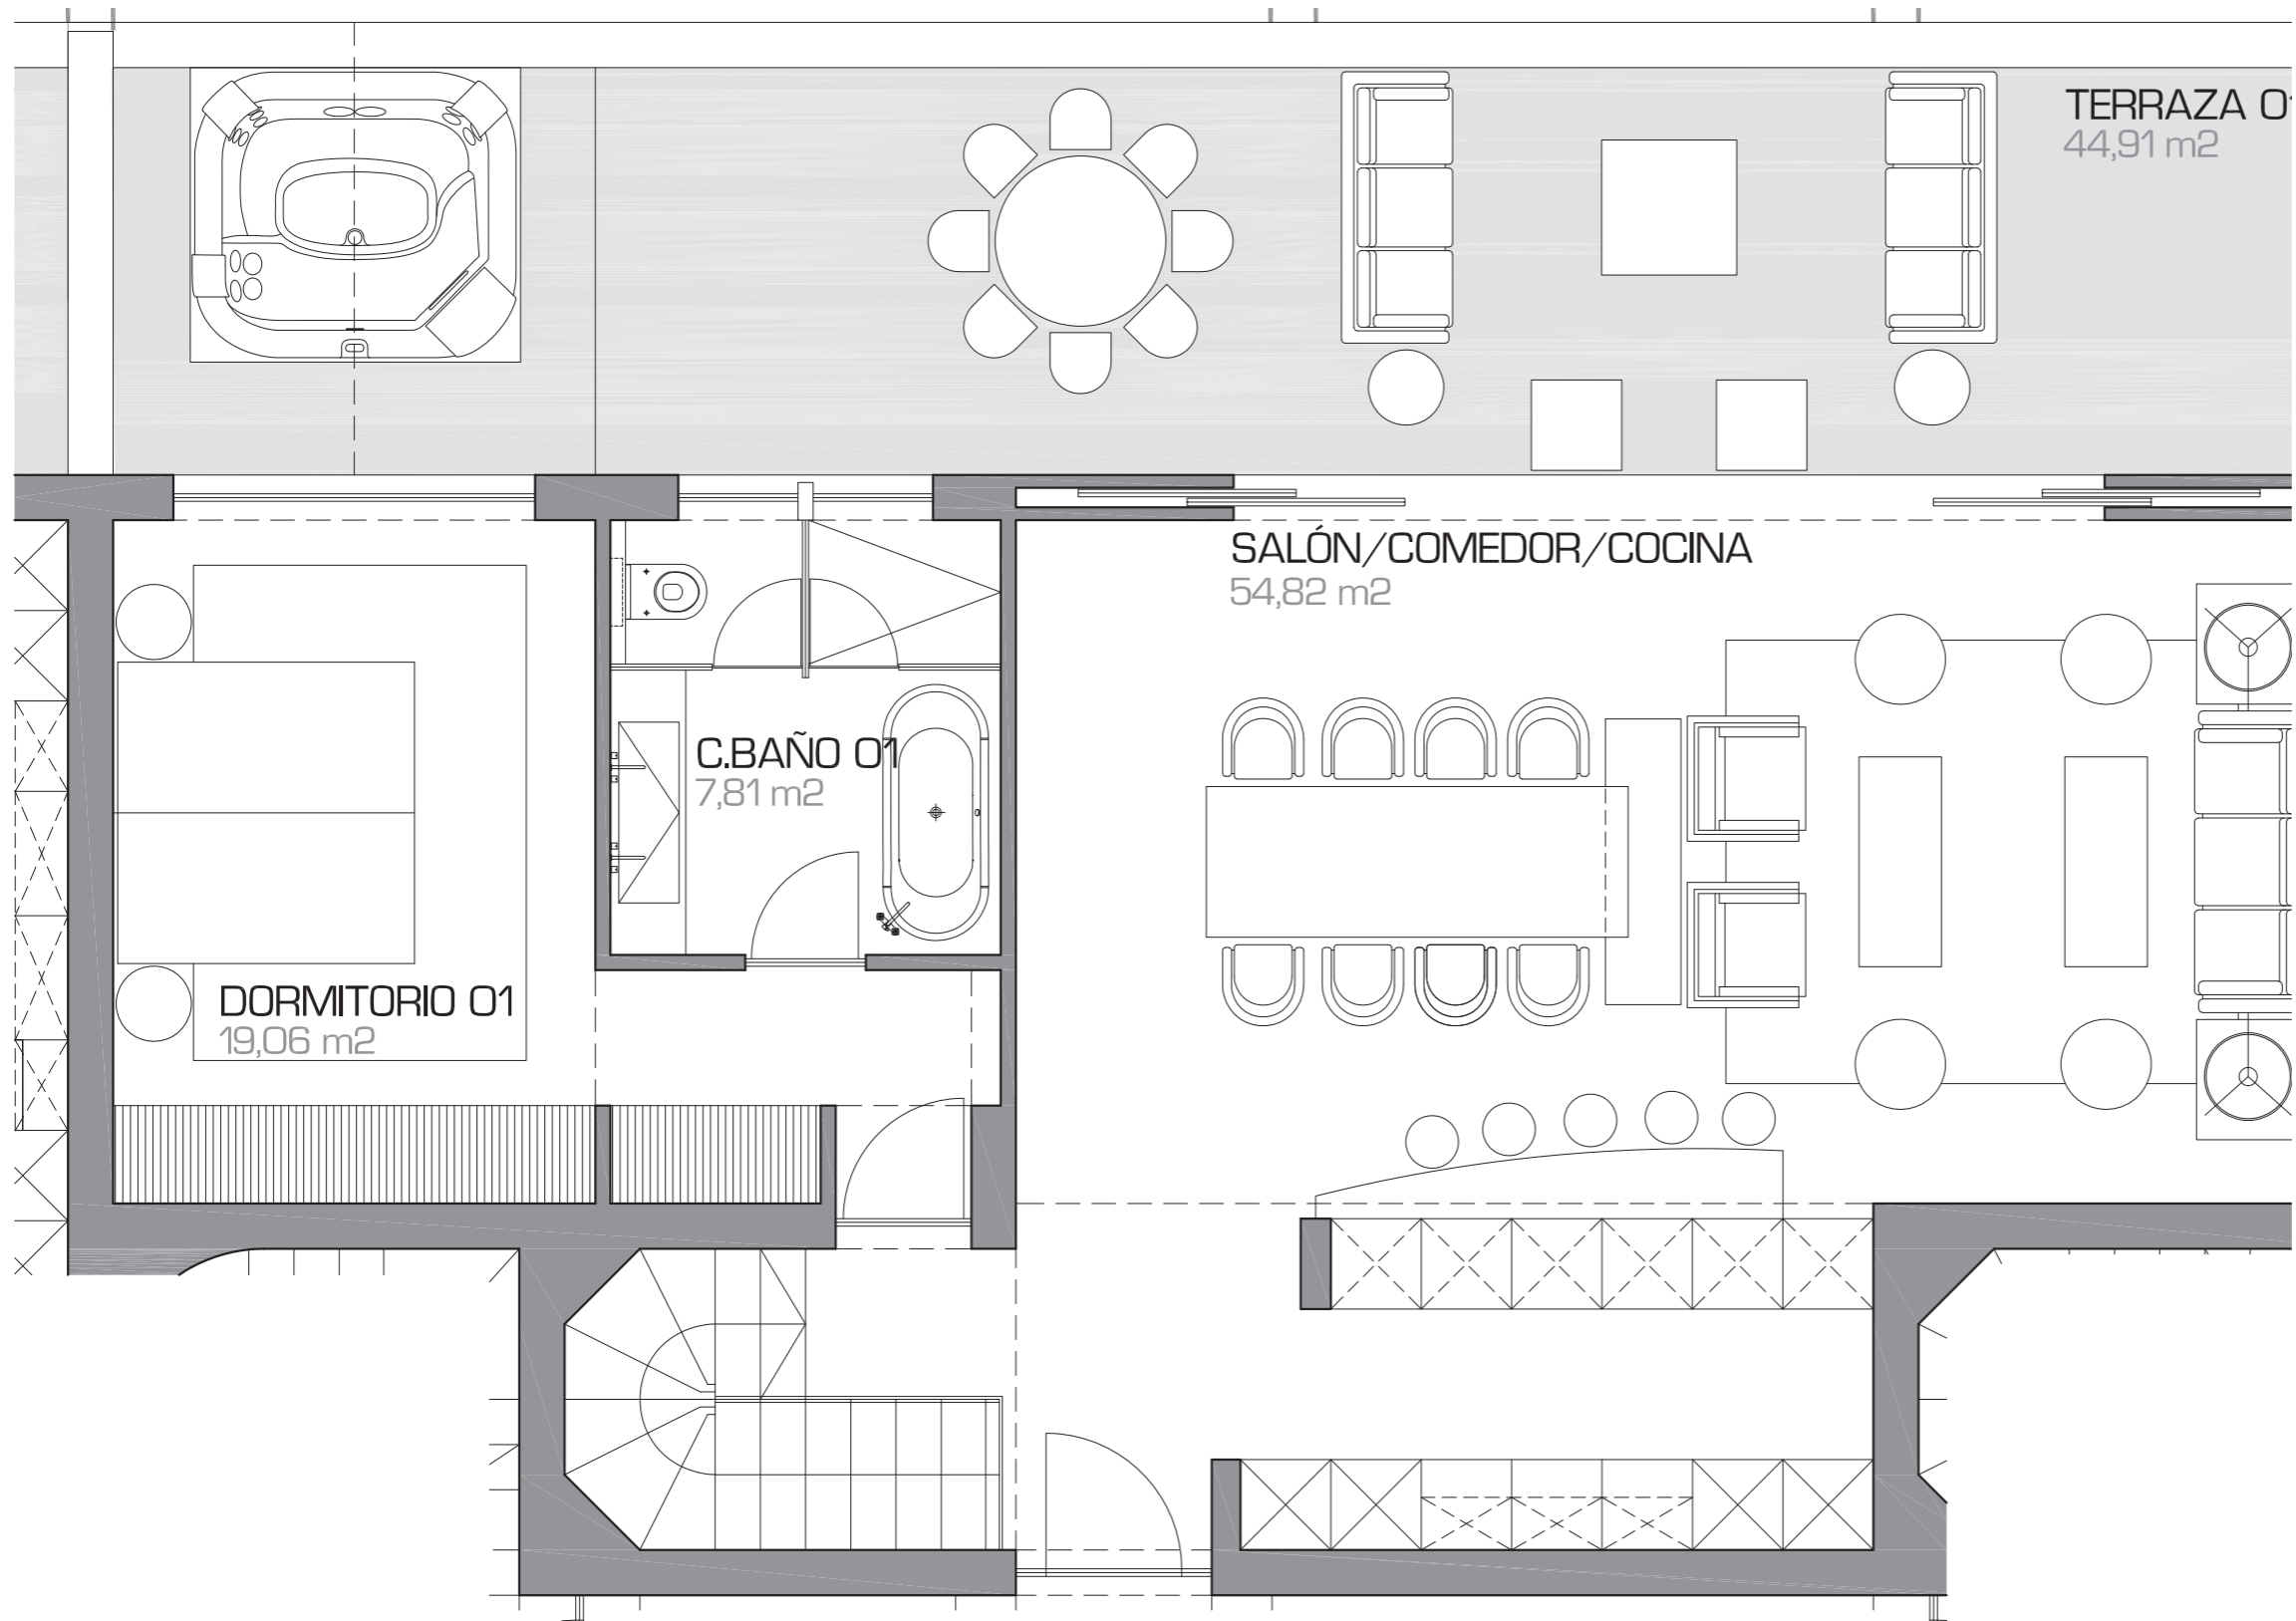 TERRAZA 01
44,91 m2
SALÓN/COMEDOR/COCINA
54,82 m2
C.BAÑO 01
7,81 m2
DORMITORIO 01
19,06 m2